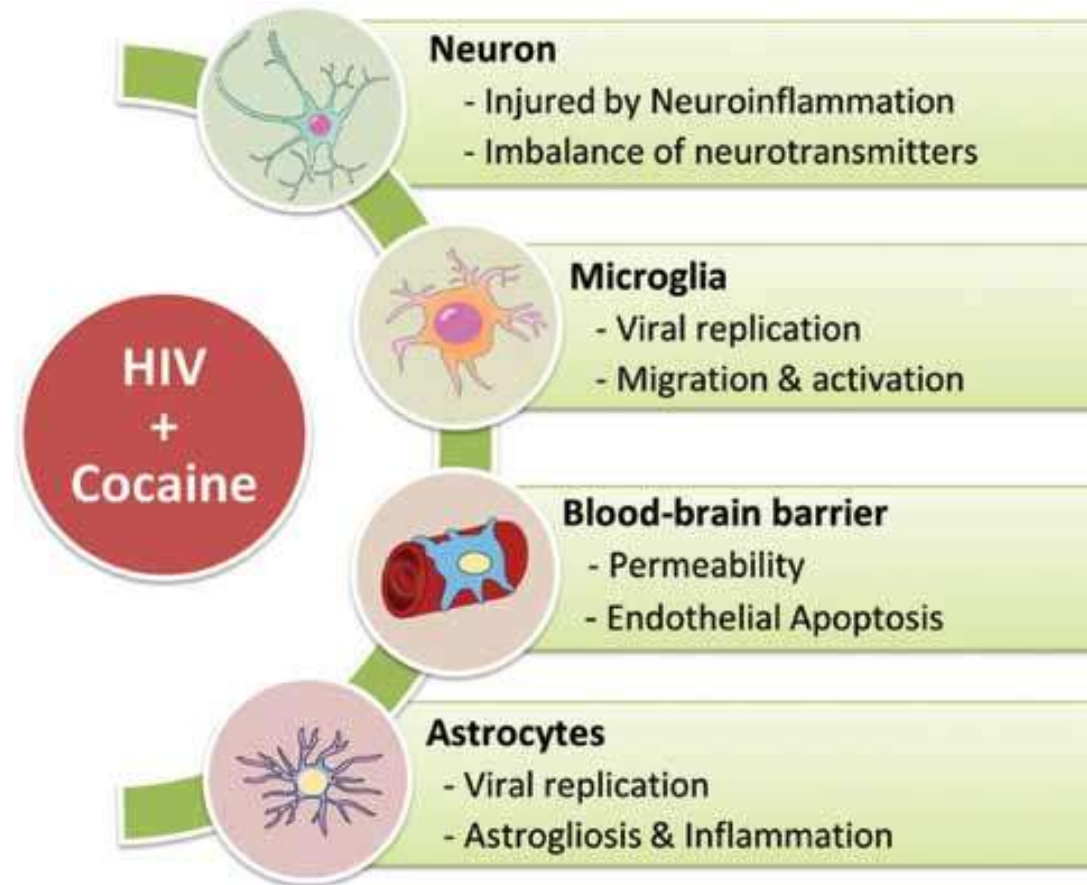 Neuron
- Injured by Neuroinflammation
- Imbalance of neurotransmitters
Microglia
- Viral replication
- Migration & activation
HIV
+
Cocaine
Blood-brain barrier
- Permeability
- Endothelial Apoptosis
Astrocytes
- Viral replication
- Astrogliosis & Inflammation